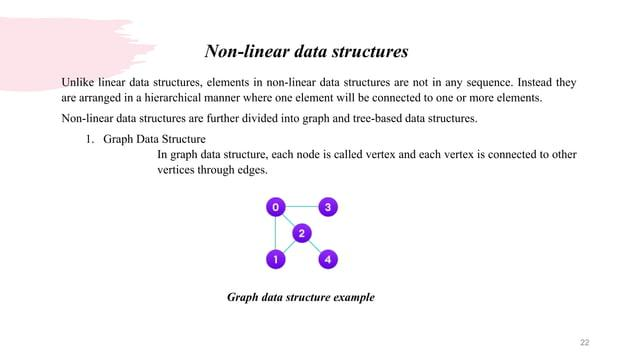 Non-linear data structures
Unlike linear data structures, elements in non-linear data structures are not in any sequence. Instead they
are arranged in a hierarchical manner where one element will be connected to one or more elements.
Non-linear data structures are further divided into graph and tree-based data structures.
1. Graph Data Structure
In graph data structure, each node is called vertex and each vertex is connected to other
vertices through edges.
0 3
2
1 4
Graph data structure example
22